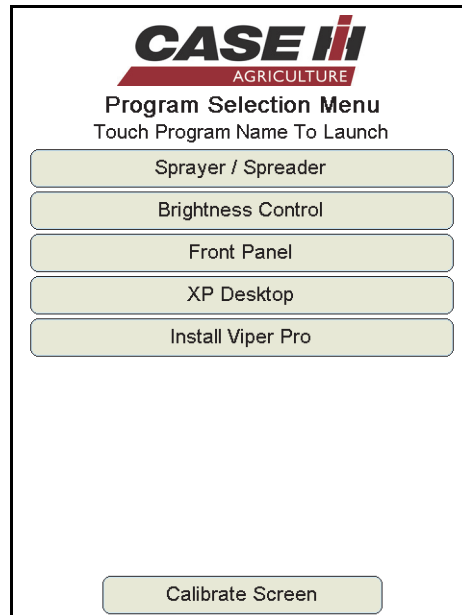 CASE IH
AGRICULTURE
Program Selection Menu
Touch Program Name To Launch
Sprayer / Spreader
Brightness Control
Front Panel
XP Desktop
Install Viper Pro
Calibrate Screen